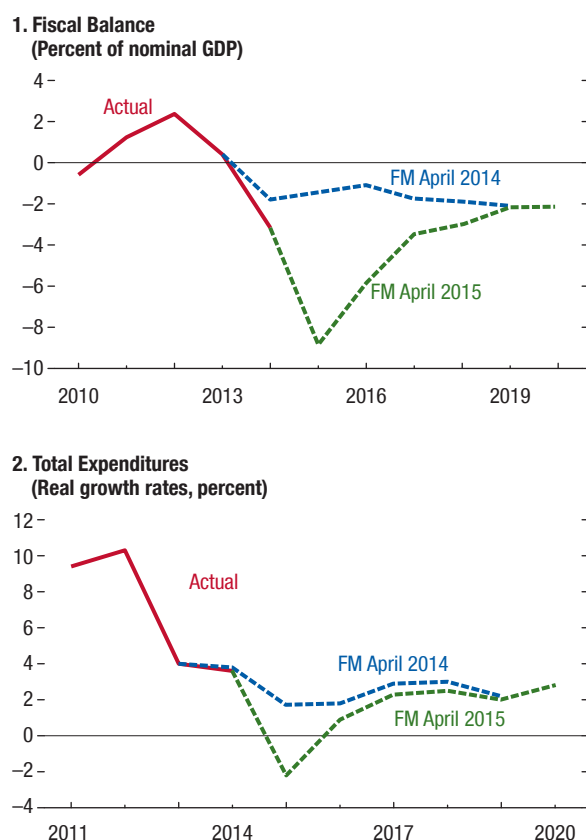 1. Fiscal Balance
(Percent of nominal GDP)
4
2
0
–2
–4
–6
–8
–10
Actual
FM April 2014
FM April 2015
2010 2013 2016 2019
2. Total Expenditures
(Real growth rates, percent)
12
10
8
6
4
2
0
–2
–4
Actual
FM April 2014
FM April 2015
2011 2014 2017 2020